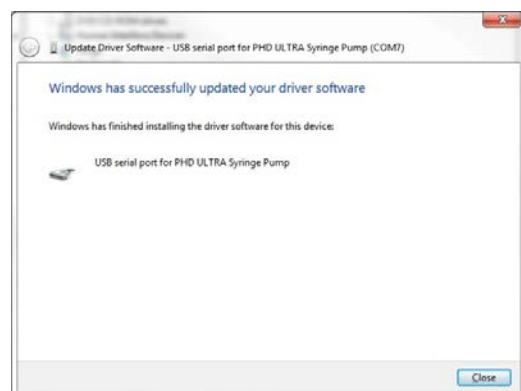 Update Driver Software - USB serial port for PHD ULTRA Syringe Pump (COM7)
Windows has successfully updated your driver software
Windows has finished installing the driver software for this device:
USB serial port for PHD ULTRA Syringe Pump
Close